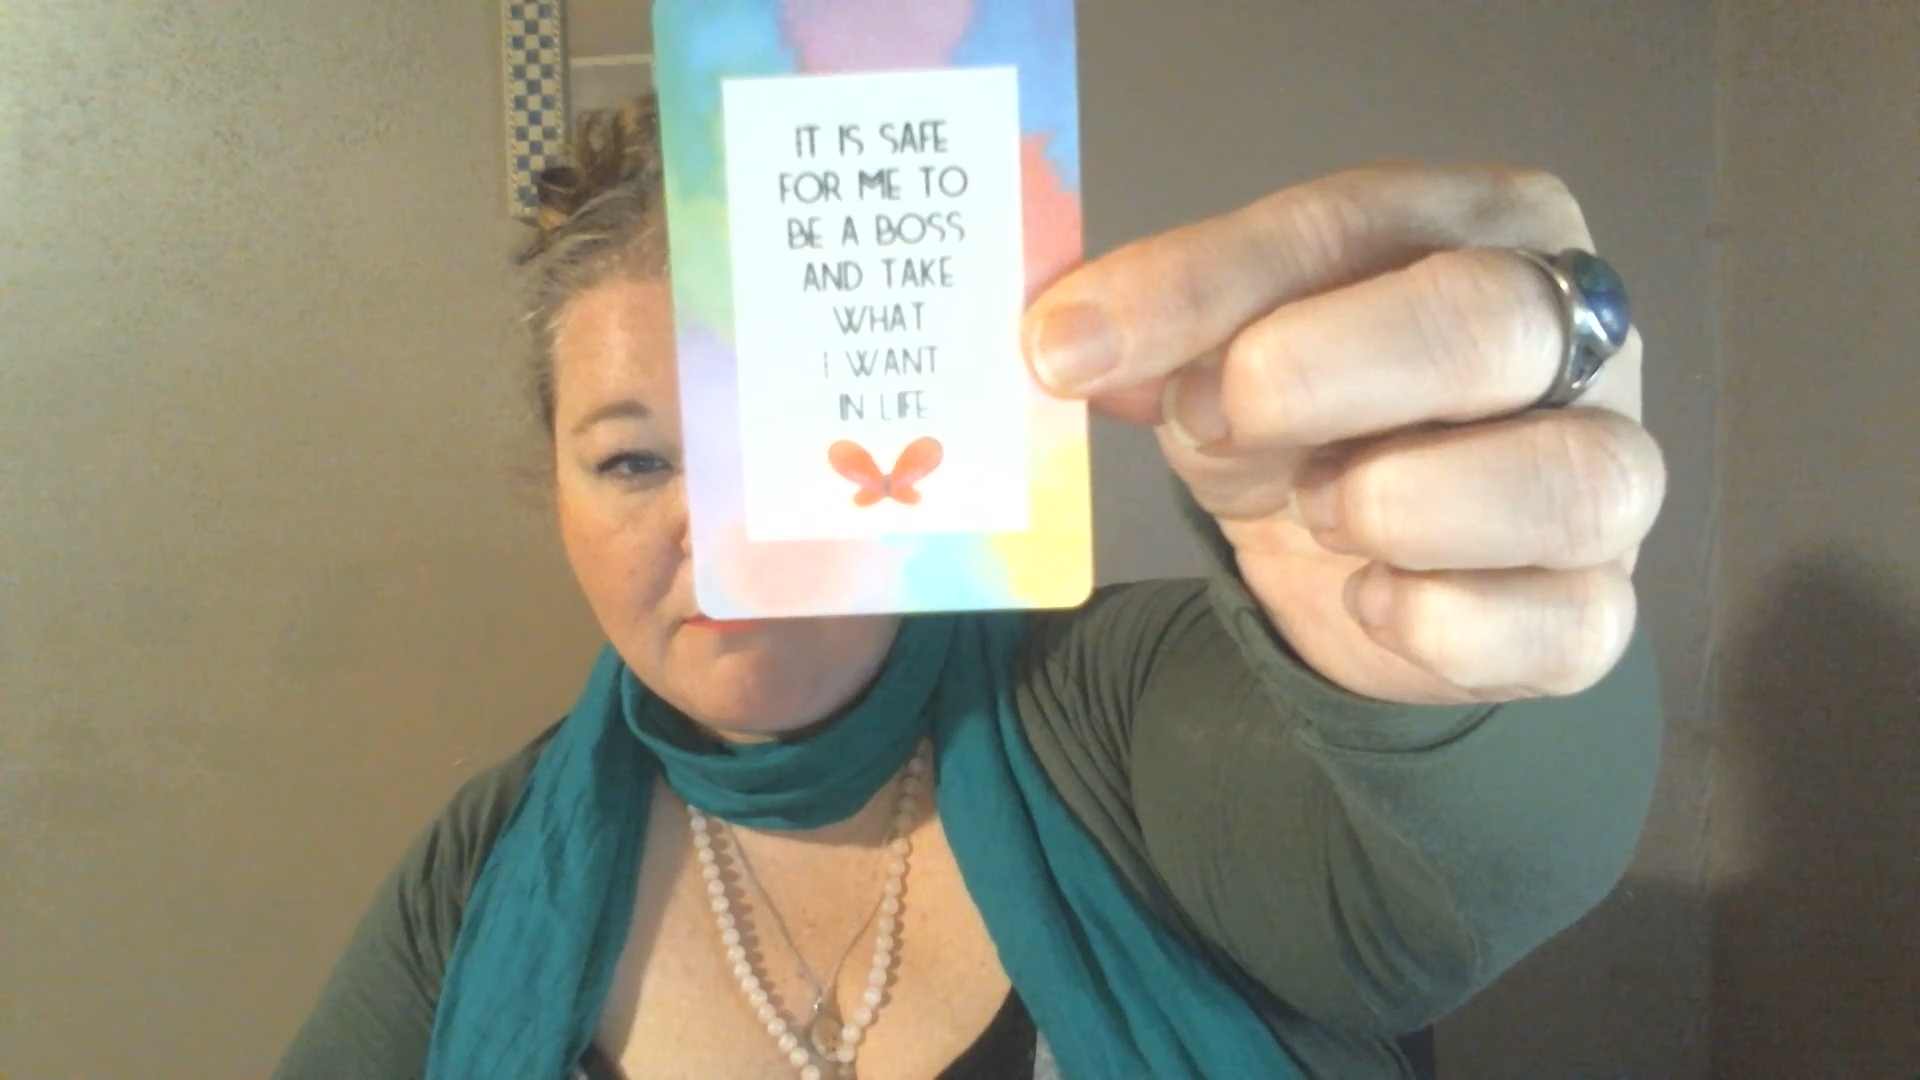 IT IS SAFE
FOR ME TO
BE A BOSS
AND TAKE
WHAT
I WANT
IN LIFE